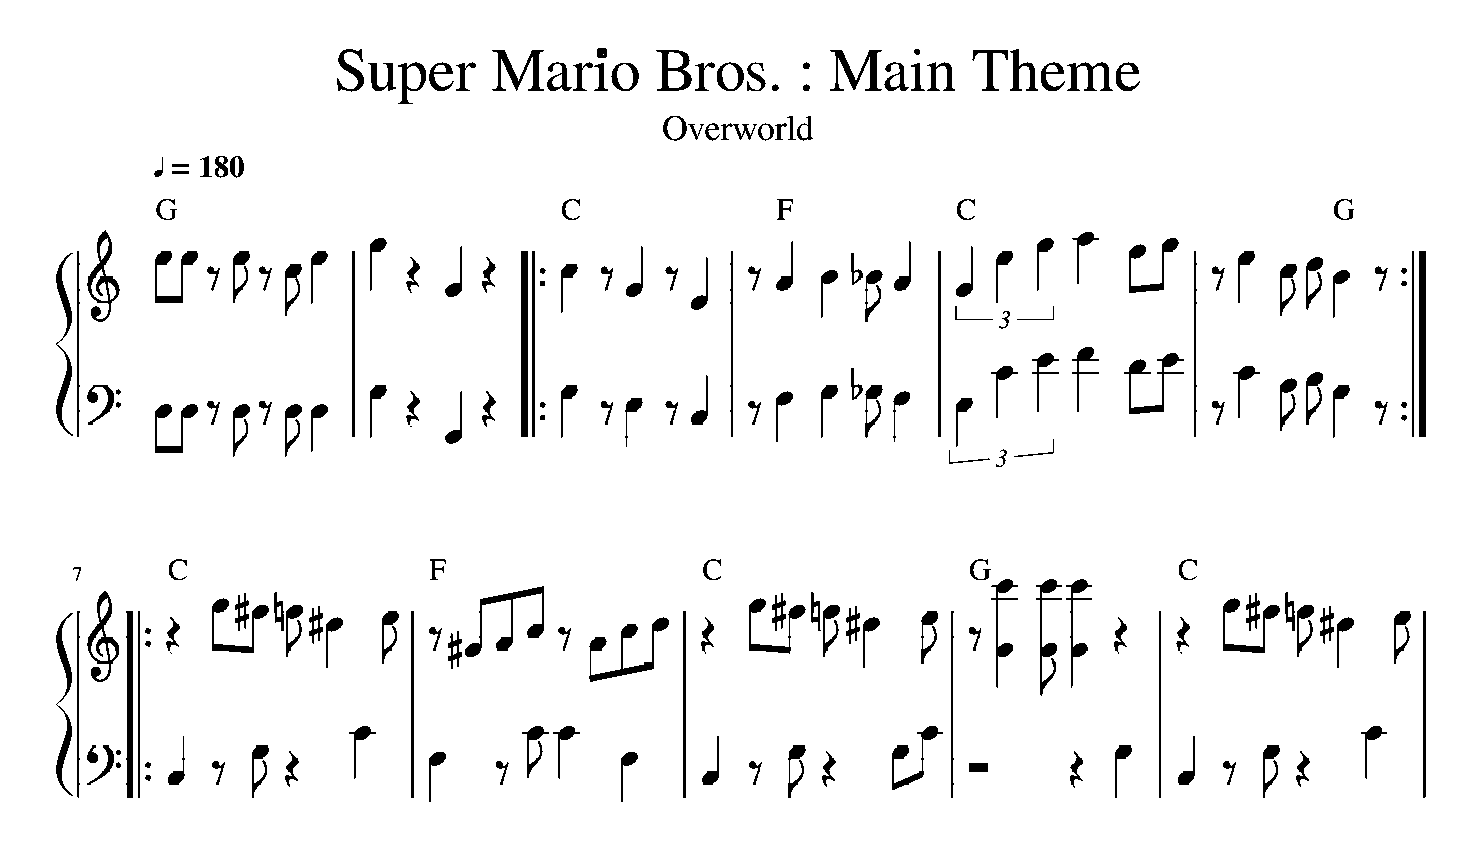 Super Mario Bros. : Main Theme
Overworld
♩ = 180
G C F C G
3
3
7 C F C G C